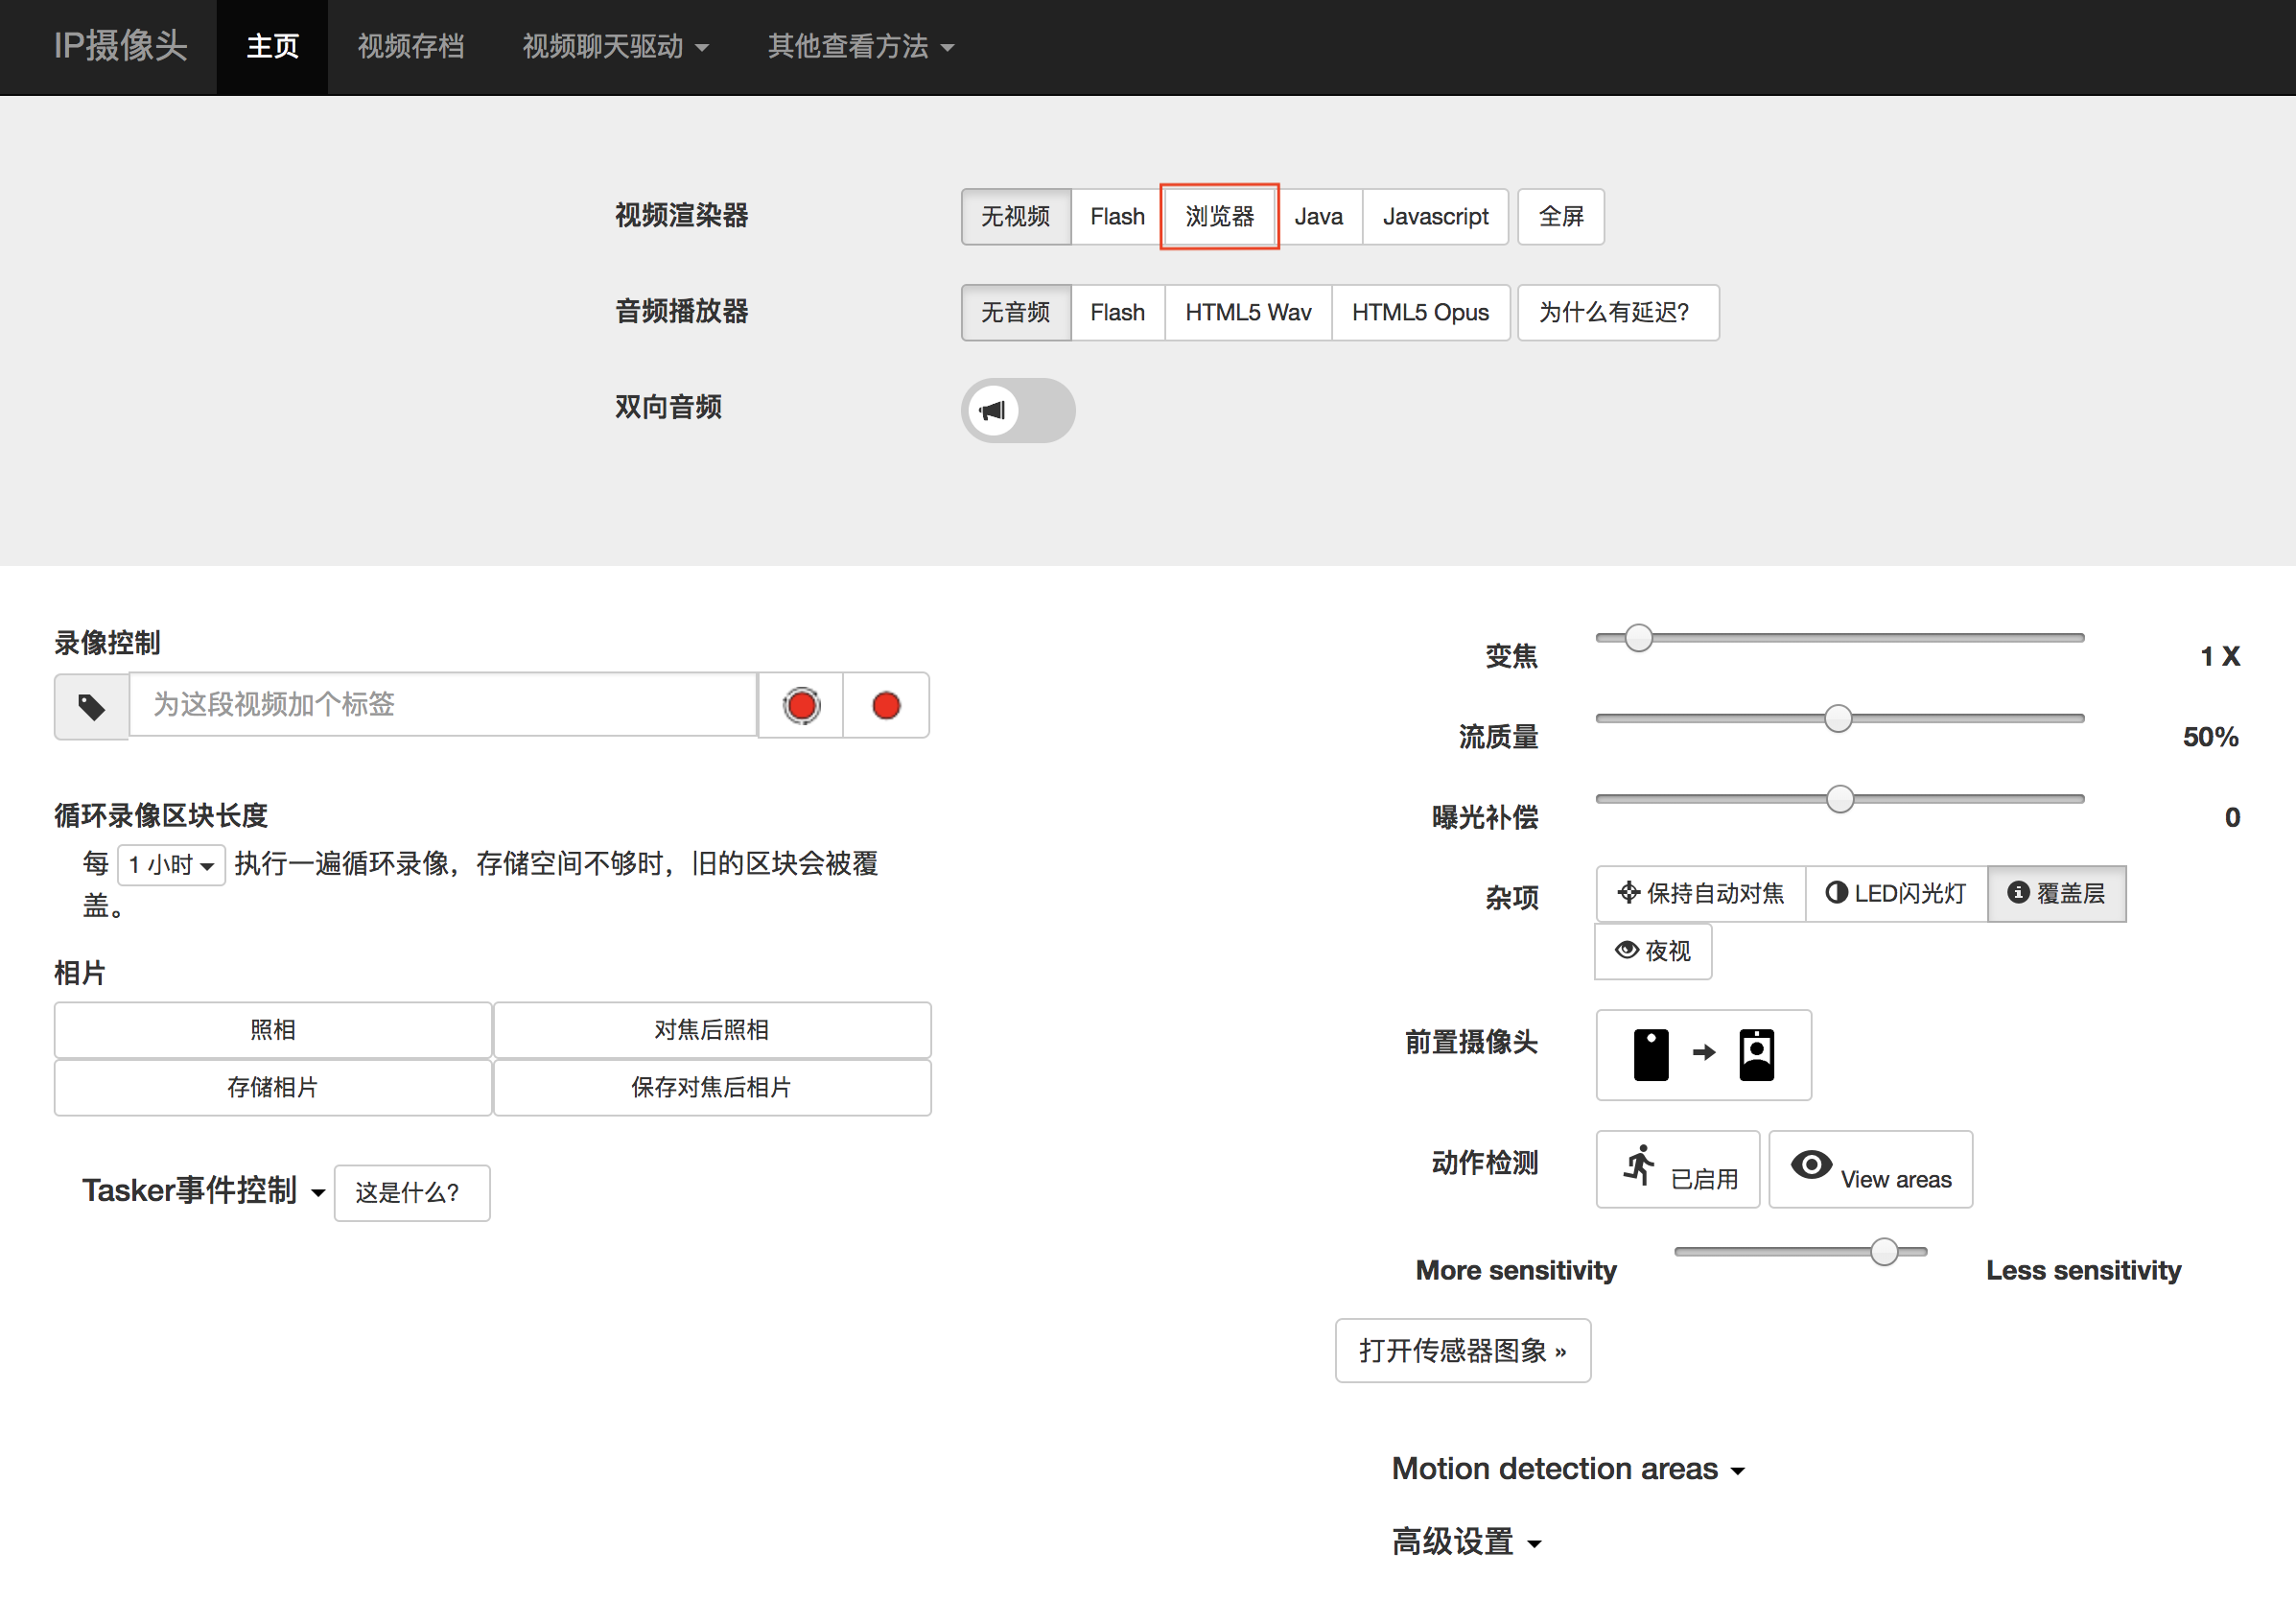 IP摄像头 主页 视频存档 视频聊天驱动 其他查看方法
视频渲染器 无视频 Flash 浏览器 Java Javascript 全屏
音频播放器 无音频 Flash HTML5 Wav HTML5 Opus 为什么有延迟?
双向音频
录像控制
为这段视频加个标签
循环录像区块长度
每 1 小时 执行一遍循环录像，存储空间不够时，旧的区块会被覆
盖。
相片
照相 对焦后照相
存储相片 保存对焦后相片
Tasker事件控制 这是什么?
变焦 1 X
流质量 50%
曝光补偿 0
杂项 保持自动对焦 LED闪光灯 覆盖层
夜视
前置摄像头
动作检测 已启用 View areas
More sensitivity Less sensitivity
打开传感器图象 »
Motion detection areas
高级设置